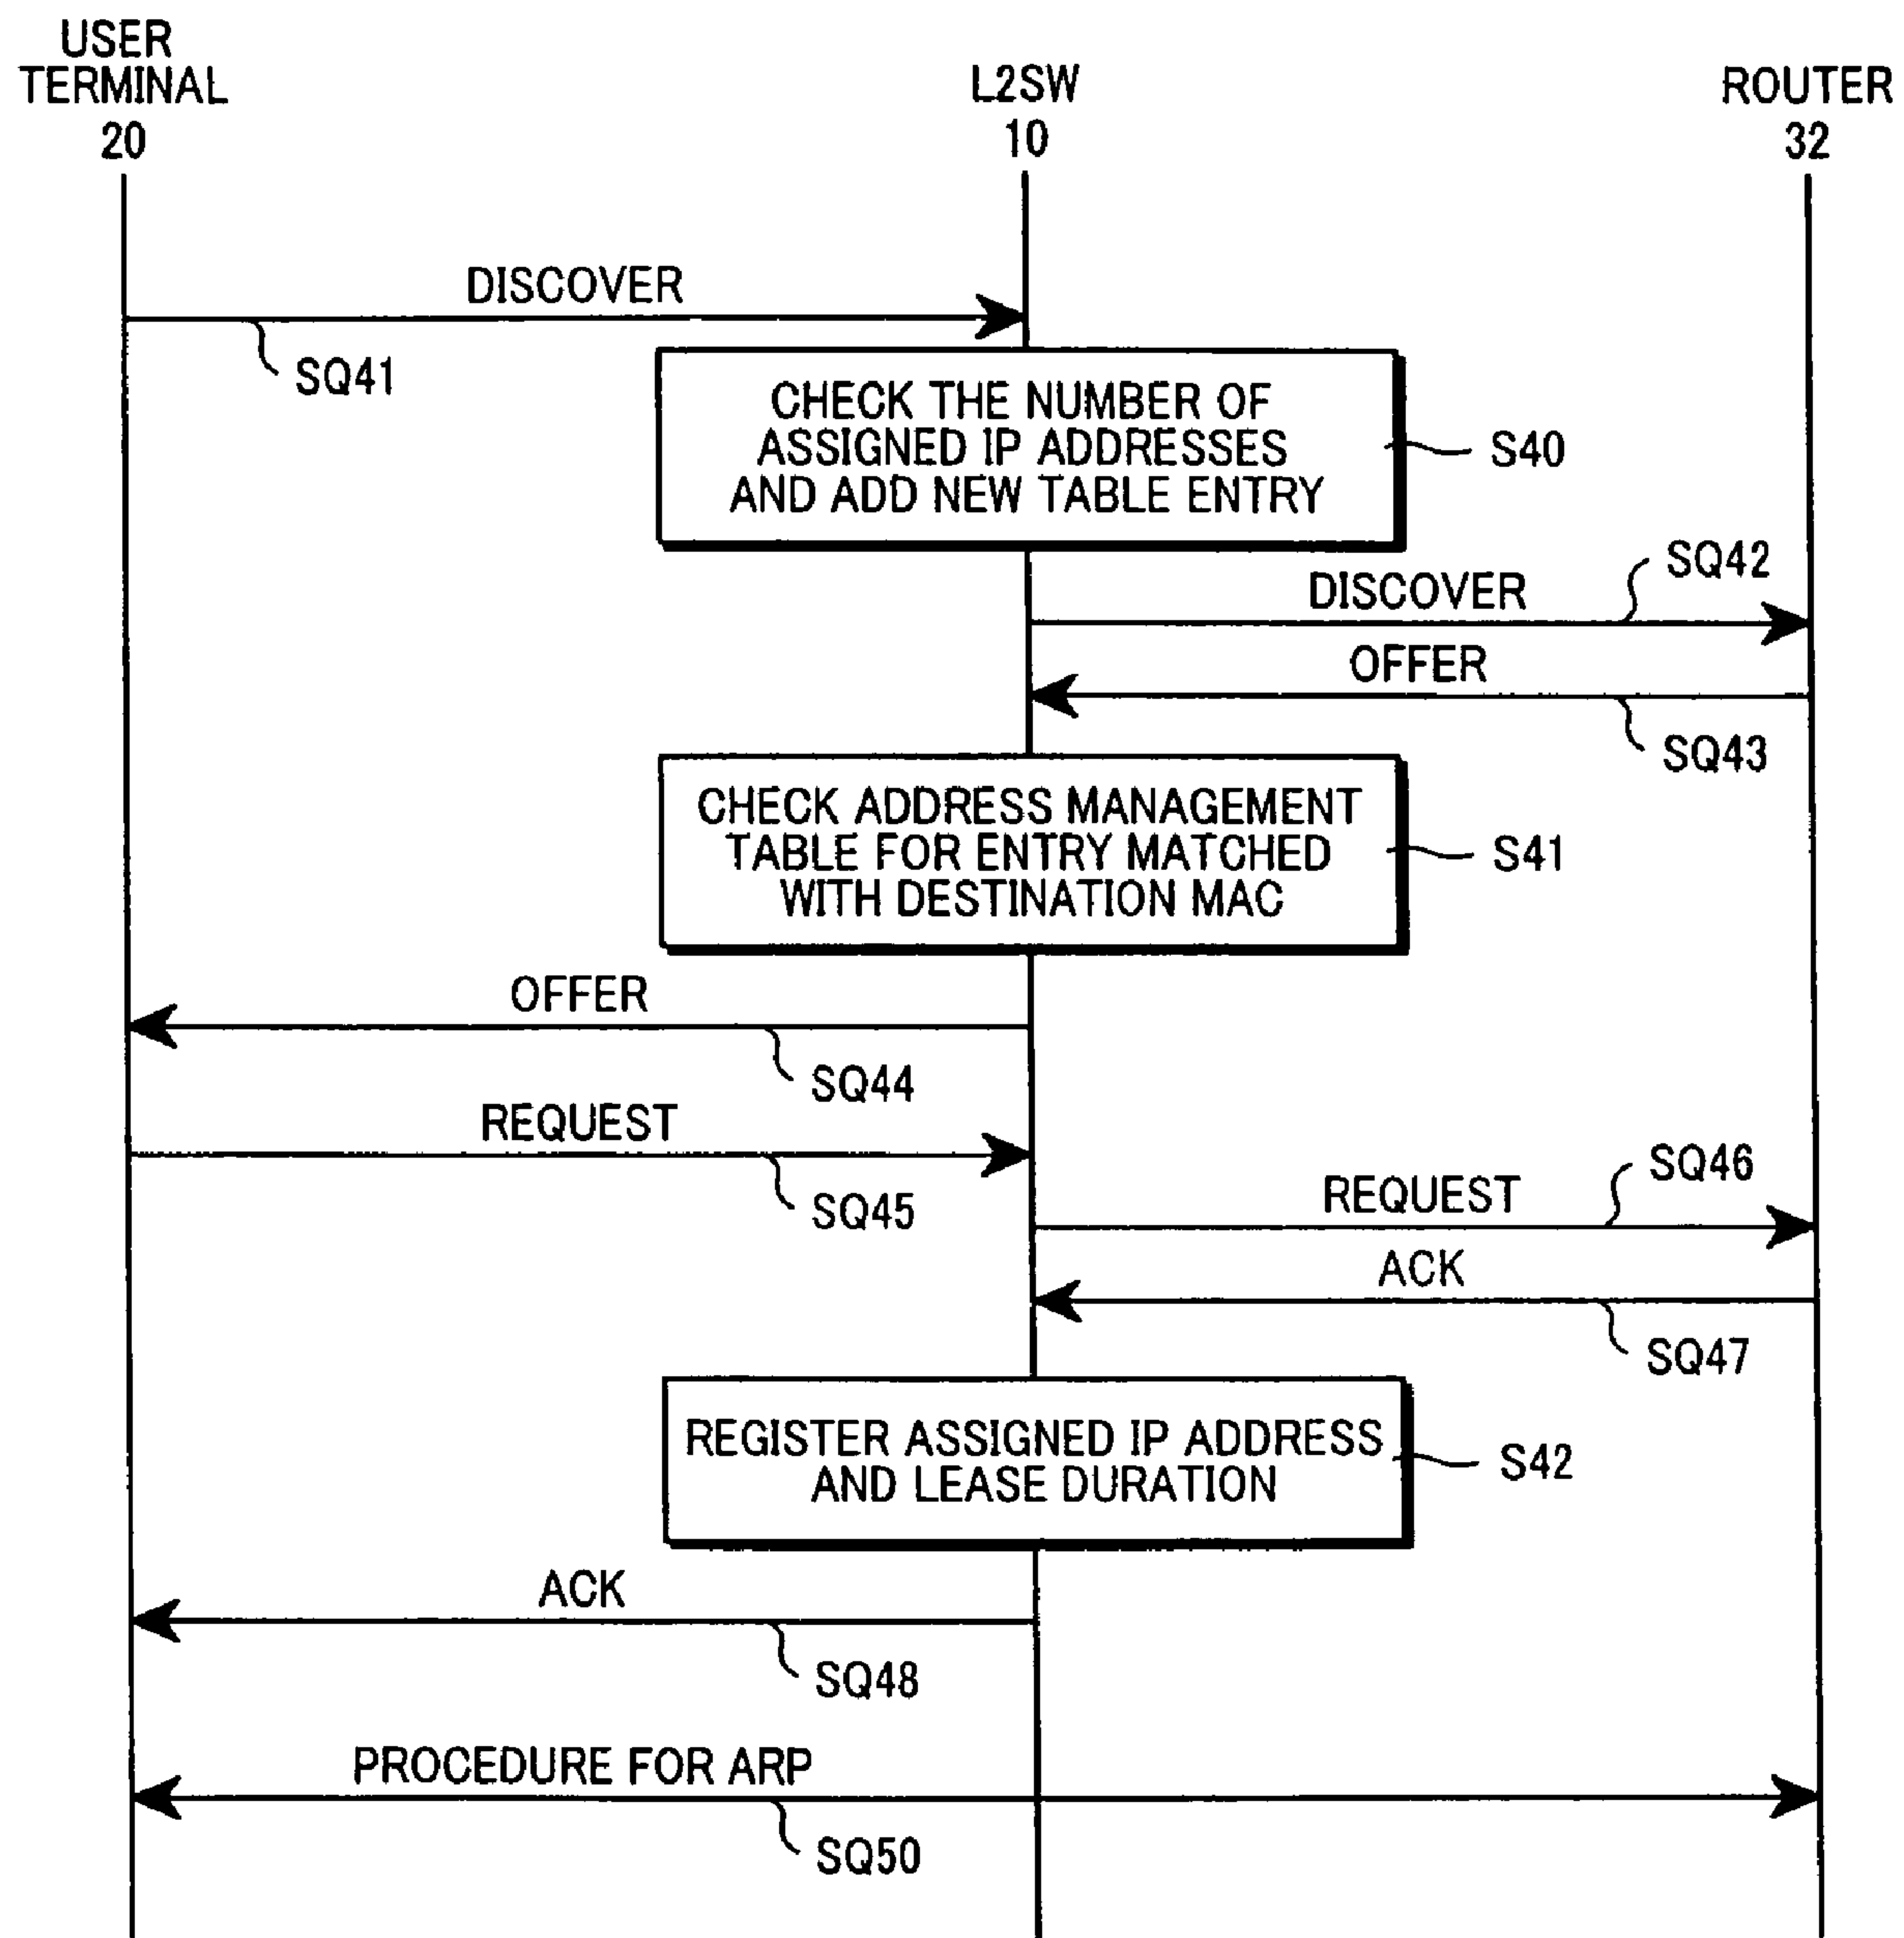 USER
TERMINAL
20
L2SW
10
ROUTER
32
DISCOVER
SQ41
CHECK THE NUMBER OF
ASSIGNED IP ADDRESSES
AND ADD NEW TABLE ENTRY
S40
SQ42
DISCOVER
OFFER
SQ43
CHECK ADDRESS MANAGEMENT
TABLE FOR ENTRY MATCHED
WITH DESTINATION MAC
S41
OFFER
SQ44
REQUEST
SQ45
SQ46
REQUEST
ACK
SQ47
REGISTER ASSIGNED IP ADDRESS
AND LEASE DURATION
S42
ACK
SQ48
PROCEDURE FOR ARP
SQ50